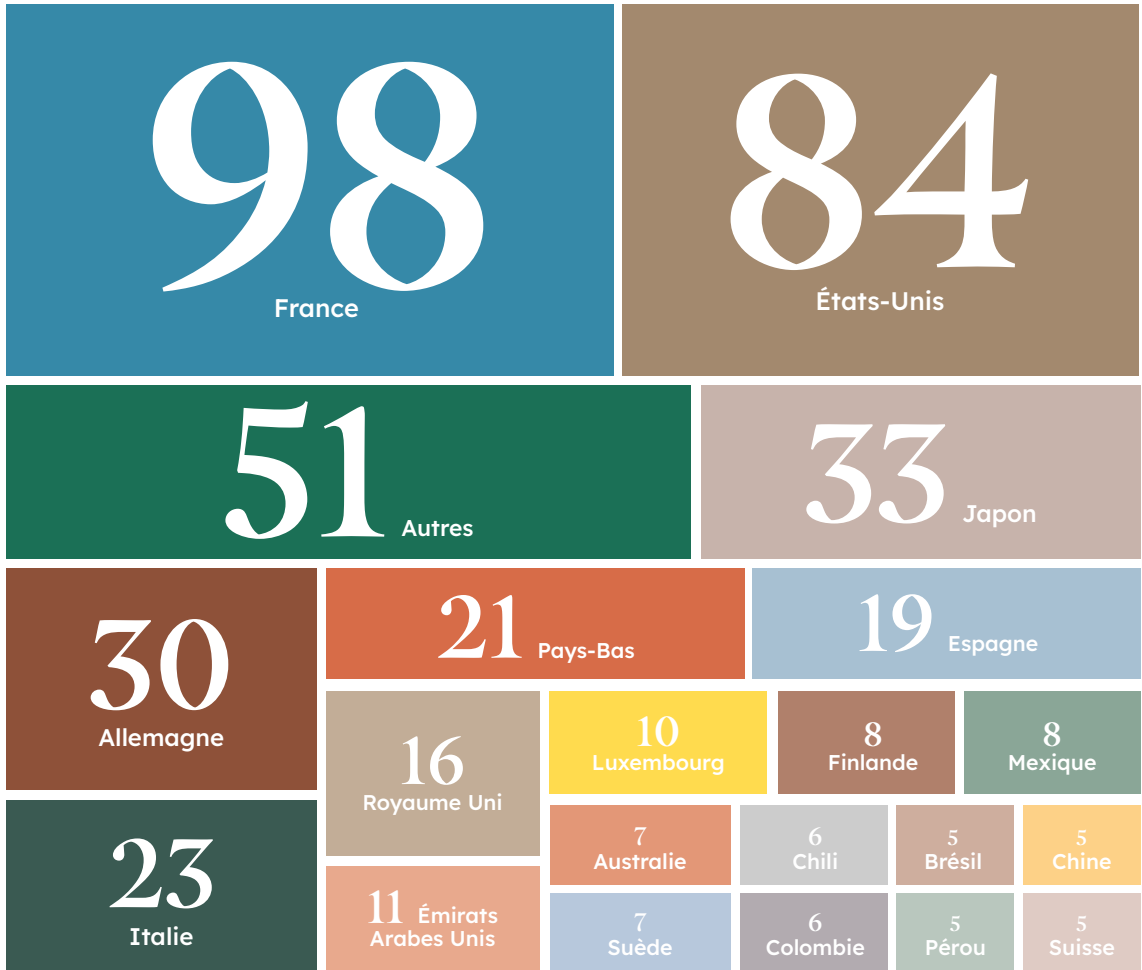 98
France
84
États-Unis
51 Autres
33 Japon
30
Allemagne
21 Pays-Bas
19 Espagne
16
Royaume Uni
10
Luxembourg
8
Finlande
8
Mexique
23
Italie
11 Émirats
Arabes Unis
7
Australie
6
Chili
5
Brésil
5
Chine
7
Suède
6
Colombie
5
Pérou
5
Suisse